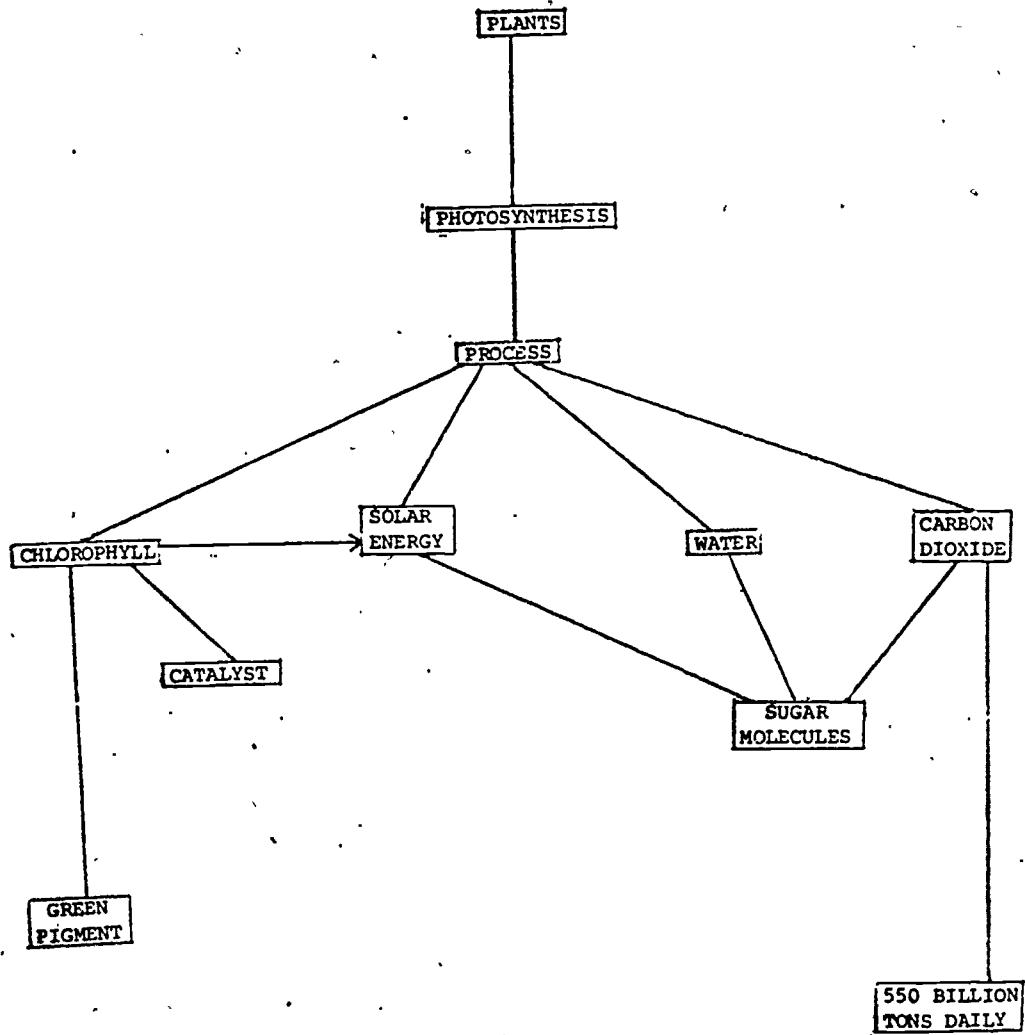 PLANTS
PHOTOSYNTHESIS
PROCESS
SOLAR
ENERGY
CHLOROPHYLL
WATER
CARBON
DIOXIDE
CATALYST
SUGAR
MOLECULES
GREEN
PIGMENT
550 BILLION
TONS DAILY